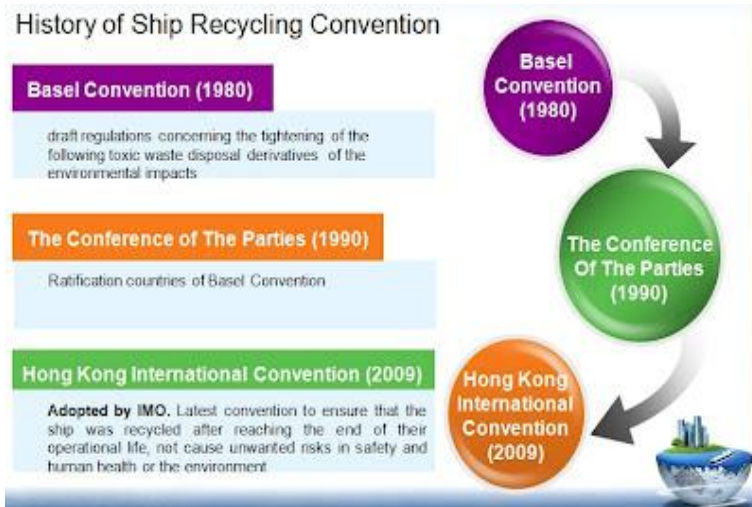 History of Ship Recycling Convention
Basel Convention (1980)
draft regulations concerning the tightening of the
following toxic waste disposal derivatives of the
environmental impacts
The Conference of The Parties (1990)
Ratification countries of Basel Convention
Hong Kong International Convention (2009)
Adopted by IMO. Latest convention to ensure that the
ship was recycled after reaching the end of their
operational life, not cause unwanted risks in safety and
human health or the environment
Basel
Convention
(1980)
The Conference
Of The Parties
(1990)
Hong Kong
International
Convention
(2009)